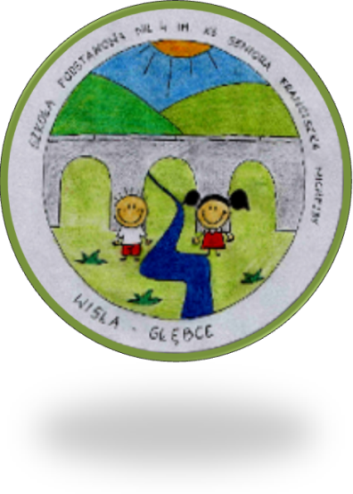 SZKOŁA PODSTAWOWA NR 4 IM. KS. SENIORA FRANCISZKA MICHEJDY
WISŁA - GŁĘBCE